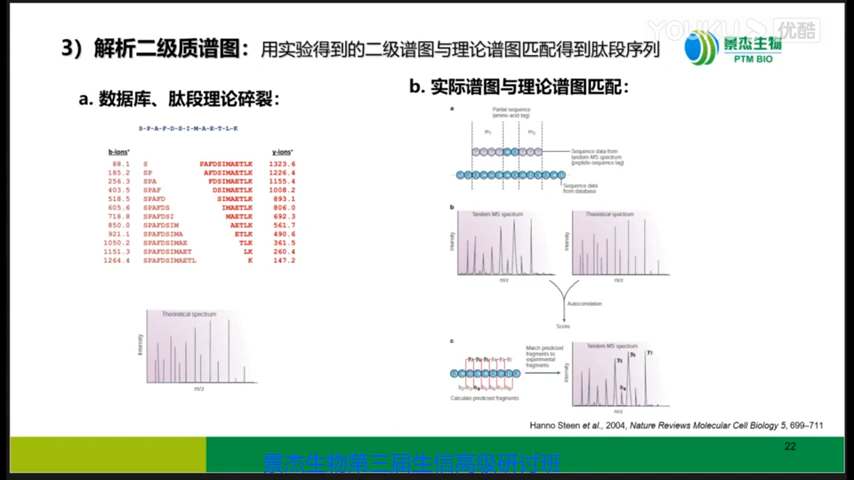 YOUKU 优酷
3）解析二级质谱图：用实验得到的二级谱图与理论谱图匹配得到肽段序列
景杰生物
PTM BIO
a. 数据库、肽段理论碎裂：
S-P-A-F-D-S-I-M-A-E-T-L-K
b-ions+ y-ions+
88.1 S PAFDSIMAETLK 1323.6
185.2 SP AFDSIMAETLK 1226.4
256.3 SPA FDSIMAETLK 1155.4
403.5 SPAF DSIMAETLK 1008.2
518.5 SPAFD SIMAETLK 893.1
605.6 SPAFDS IMAETLK 806.0
718.8 SPAFDSI MAETLK 692.3
850.0 SPAFDSIM AETLK 561.7
921.1 SPAFDSIMA ETLK 490.6
1050.2 SPAFDSIMAE TLK 361.5
1151.3 SPAFDSIMAET LK 260.4
1264.4 SPAFDSIMAETL K 147.2
Theoretical spectrum
Intensity
m/z
b. 实际谱图与理论谱图匹配：
a
Partial sequence
(amino acid tag)
m1 m2
Sequence data from
tandem-MS spectrum
(peptide sequence tag)
Sequence data
from database
b
Tandem MS spectrum
Theoretical spectrum
Intensity
Intensity
m/z
m/z
Autocorrelation
Score
c
Calculate predicted fragments
Match predicted
fragments to
experimental
fragments
Tandem-MS spectrum
Intensity
y5 y6 y7
m/z
Hanno Steen et al., 2004, Nature Reviews Molecular Cell Biology 5, 699–711
22
景杰生物第三届生信高级研讨班